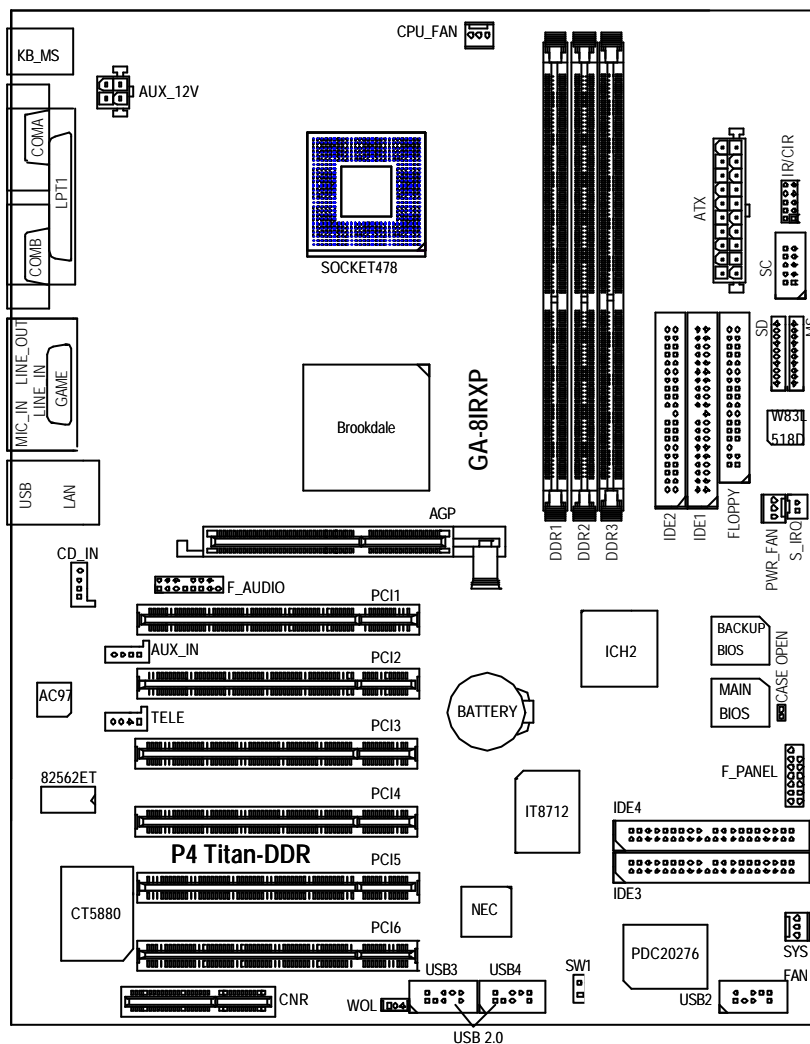 CPU_FAN
KB_MS
AUX_12V
COMA
LPT1
COMB
SOCKET478
ATX
IR/CIR
SC
SD
MS
W83L
518D
MIC_IN
LINE_OUT
LINE_IN
GAME
Brookdale
GA-8IRXP
USB
LAN
DDR1
DDR2
DDR3
IDE2
IDE1
FLOPPY
PWR_FAN
S_IRQ
AGP
CD_IN
F_AUDIO
PCI1
AUX_IN
PCI2
ICH2
BACKUP
BIOS
CASE OPEN
MAIN
BIOS
AC97
TELE
PCI3
BATTERY
82562ET
PCI4
IT8712
F_PANEL
IDE4
P4 Titan-DDR
PCI5
IDE3
CT5880
NEC
PCI6
PDC20276
SYS
FAN
CNR
WOL
USB3
USB4
SW1
USB2
USB 2.0